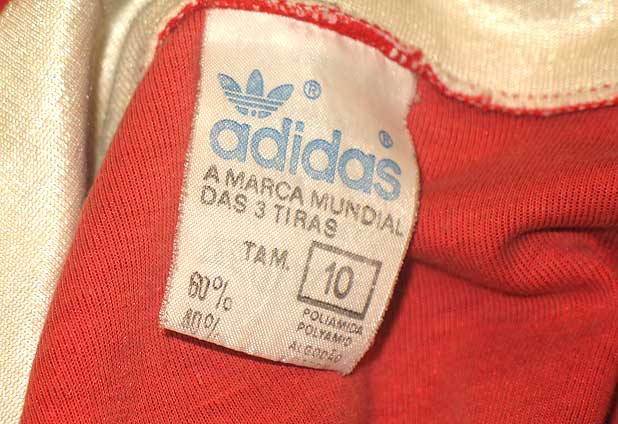 ®
adidas®
A MARCA MUNDIAL
DAS 3 TIRAS
TAM. 10
60% POLIAMIDA
POLYAMID
40% ALGODÃO